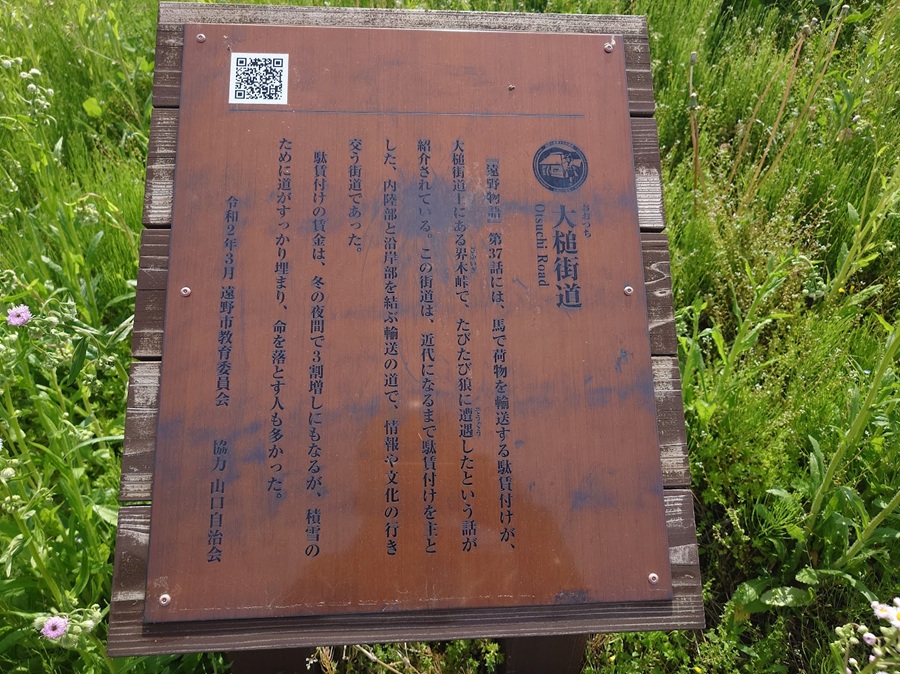 大槌街道
おおつち
Otsuchi Road
『遠野物語』第37話には、馬で荷物を輸送する駄賃付けが、
大槌街道上にある界木峠で、たびたび狼に遭遇したという話が
紹介されている。この街道は、近代になるまで駄賃付けを主と
した、内陸部と沿岸部を結ぶ輸送の道で、情報や文化の行き
交う街道であった。
駄賃付けの賃金は、冬の夜間で3割増しにもなるが、積雪の
ために道がすっかり埋まり、命を落とす人も多かった。
令和2年3月 遠野市教育委員会 協力 山口自治会